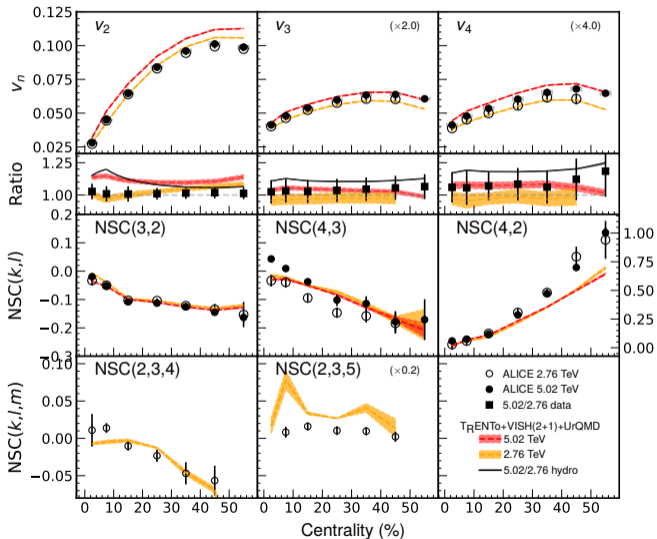 v₂ v₃ (×2.0) v₄ (×4.0)
0.125
0.100
vₙ
0.075
0.050
0.025
Ratio
1.25
1.00
0.2
NSC(3,2) NSC(4,3) NSC(4,2)
NSC(k,l)
0.1
0.0
−0.1
−0.2
−0.3
1.00
0.75
0.50
0.25
0.00
NSC(2,3,4) NSC(2,3,5) (×0.2)
NSC(k,l,m)
0.05
0.00
−0.05
ALICE 2.76 TeV
ALICE 5.02 TeV
5.02/2.76 data
TRENTo+VISH(2+1)+UrQMD
5.02 TeV
2.76 TeV
5.02/2.76 hydro
0 10 20 30 40 50 0 10 20 30 40 50 0 10 20 30 40 50
Centrality (%)